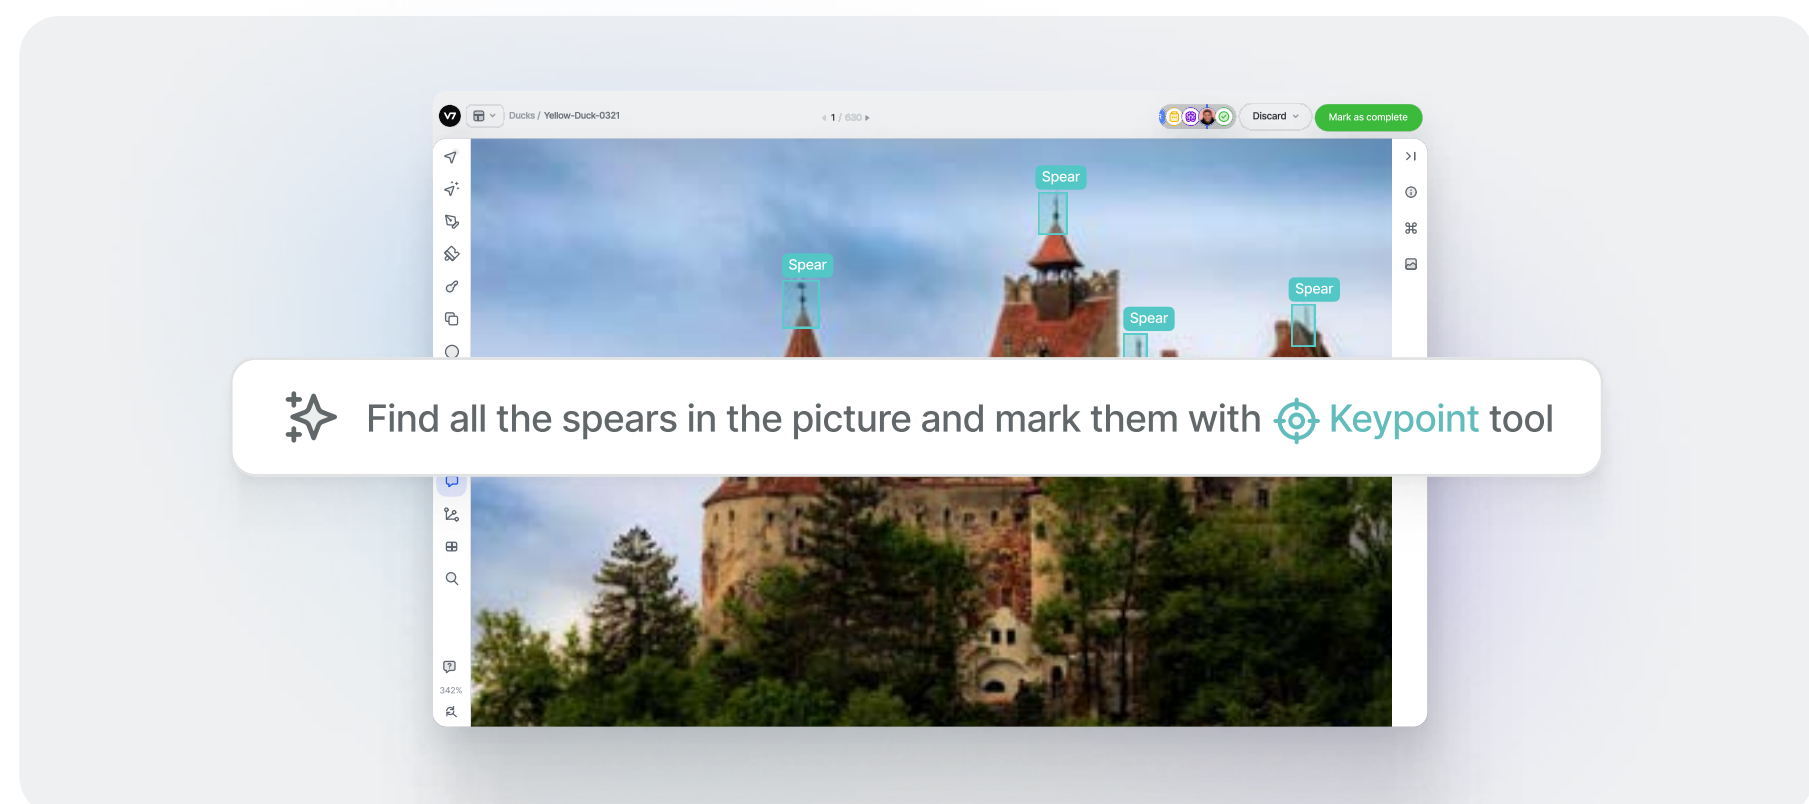 V7
Ducks / Yellow-Duck-0321
1 / 630
Discard
Mark as complete
Spear
Spear
Spear
Spear
Find all the spears in the picture and mark them with Keypoint tool
342%